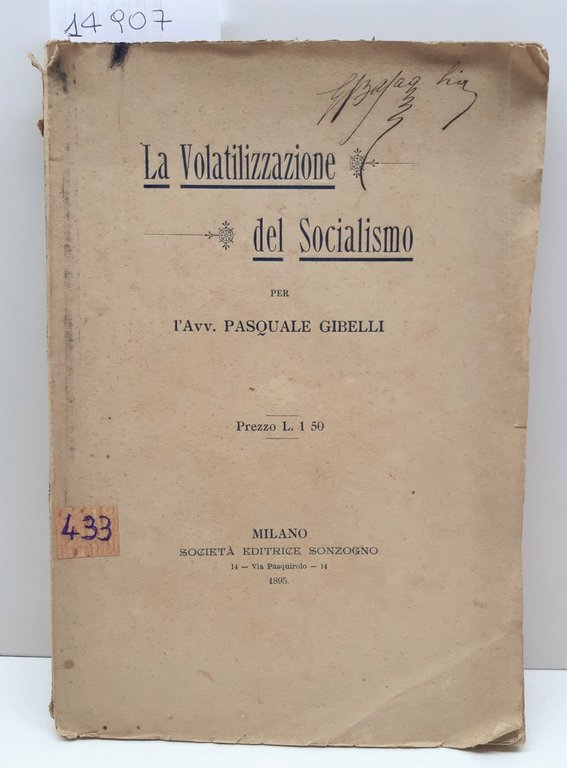 14907
La Volatilizzazione
del Socialismo
PER
l'Avv. PASQUALE GIBELLI
Prezzo L. 1 50
433
MILANO
SOCIETÀ EDITRICE SONZOGNO
14 — Via Pasquirolo — 14
1895.